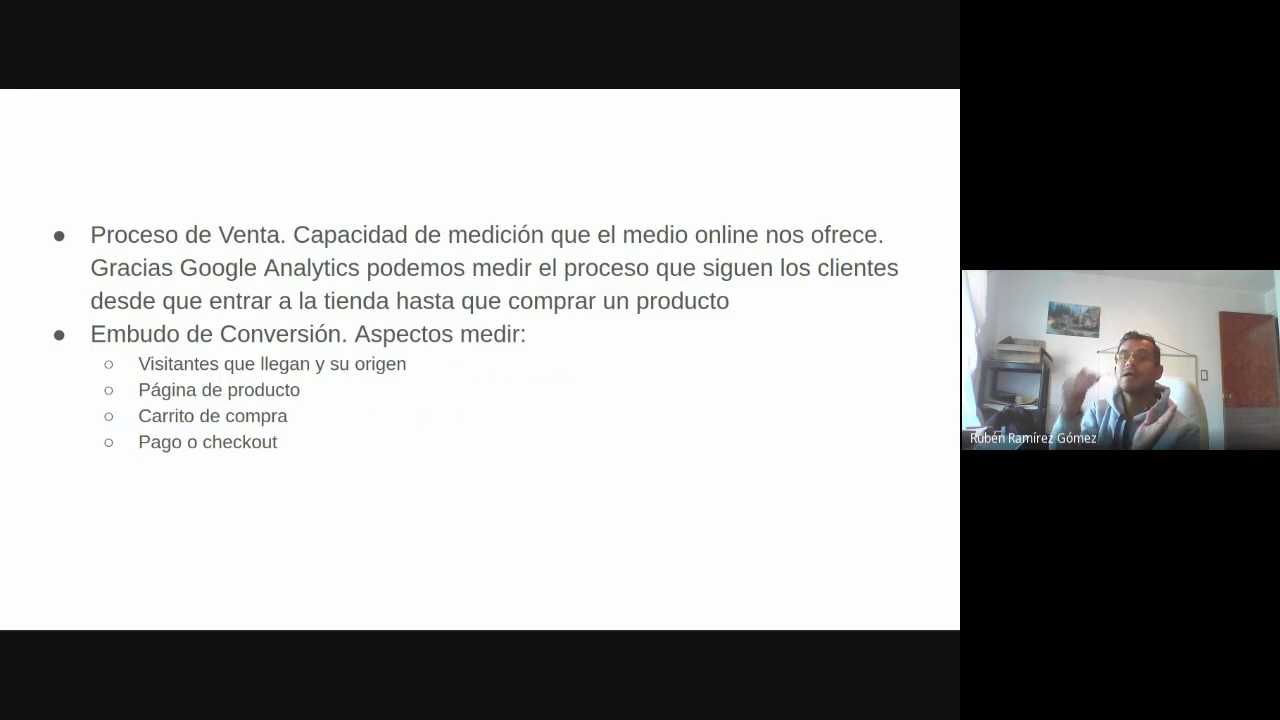 ● Proceso de Venta. Capacidad de medición que el medio online nos ofrece.
Gracias Google Analytics podemos medir el proceso que siguen los clientes
desde que entrar a la tienda hasta que comprar un producto
● Embudo de Conversión. Aspectos medir:
○ Visitantes que llegan y su origen
○ Página de producto
○ Carrito de compra
○ Pago o checkout
Rubén Ramírez Gómez